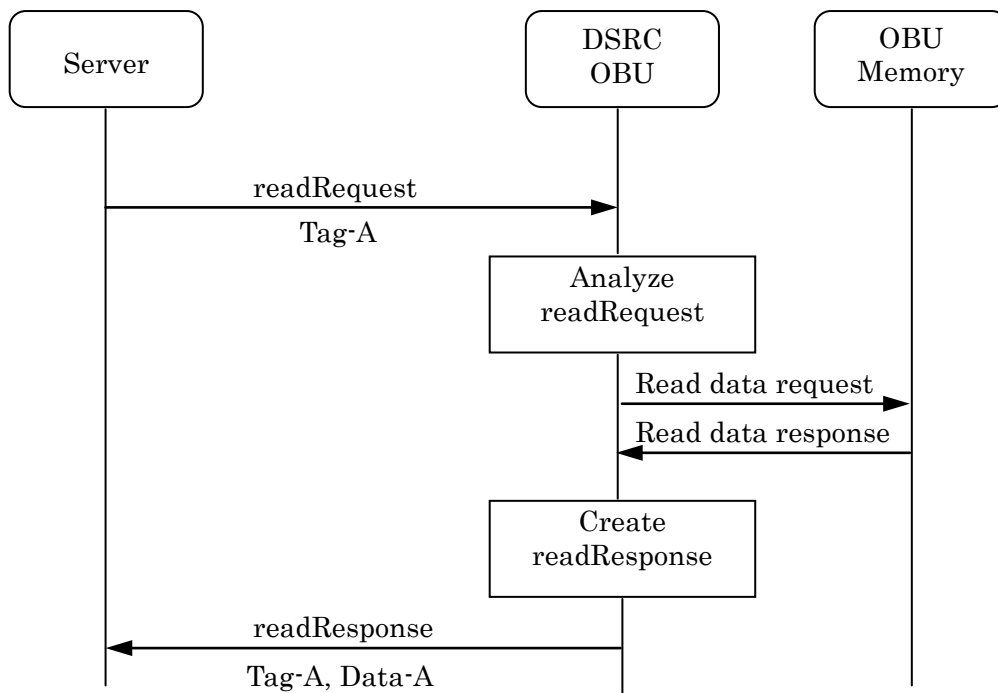 Server
DSRC
OBU
OBU
Memory
readRequest
Tag-A
Analyze
readRequest
Read data request
Read data response
Create
readResponse
readResponse
Tag-A, Data-A